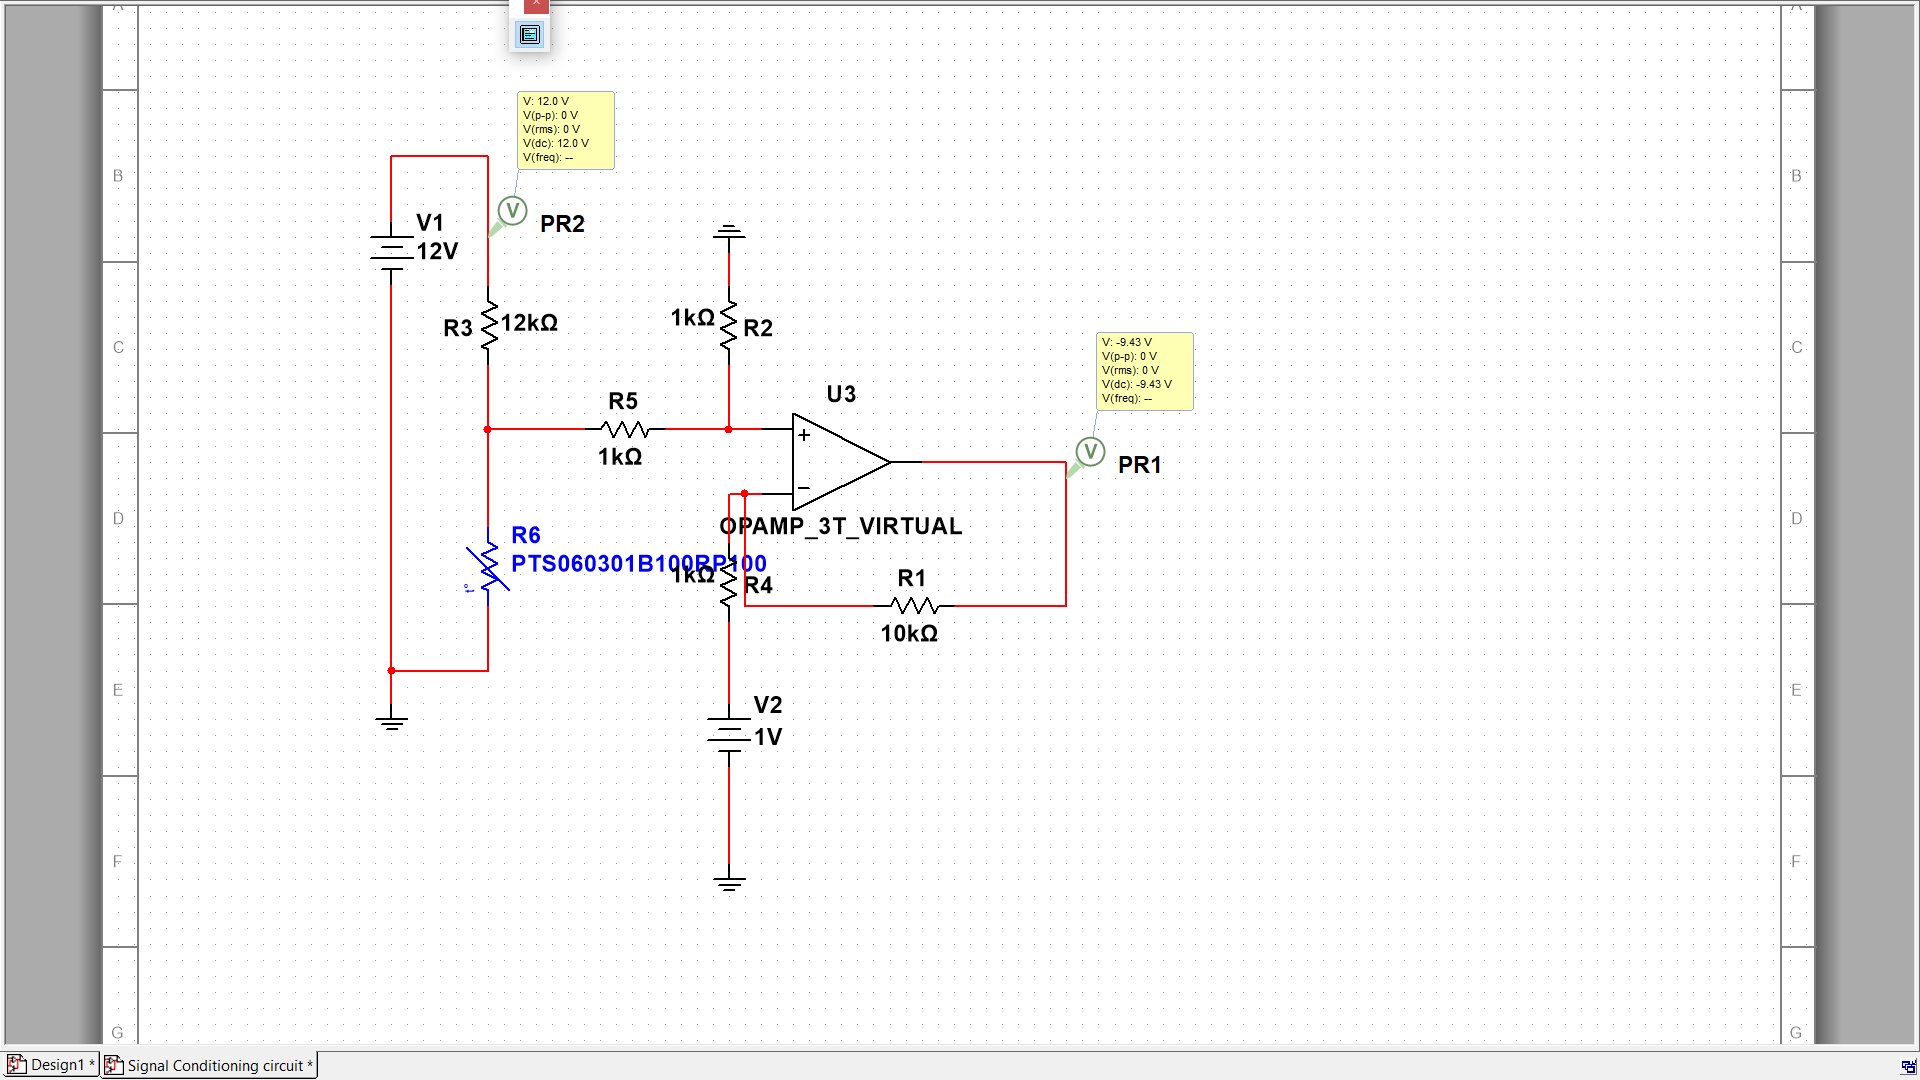 A
A
V: 12.0 V
V(p-p): 0 V
V(rms): 0 V
V(dc): 12.0 V
V(freq): --
B
B
V1
12V
V
PR2
R3
12kΩ
1kΩ
R2
C
C
V: -9.43 V
V(p-p): 0 V
V(rms): 0 V
V(dc): -9.43 V
V(freq): --
R5
1kΩ
U3
+
−
V
PR1
D
D
OPAMP_3T_VIRTUAL
R6
PTS060301B100RP100
t°
1kΩ
R4
R1
10kΩ
E
E
V2
1V
F
F
G
G
Design1 *
Signal Conditioning circuit *